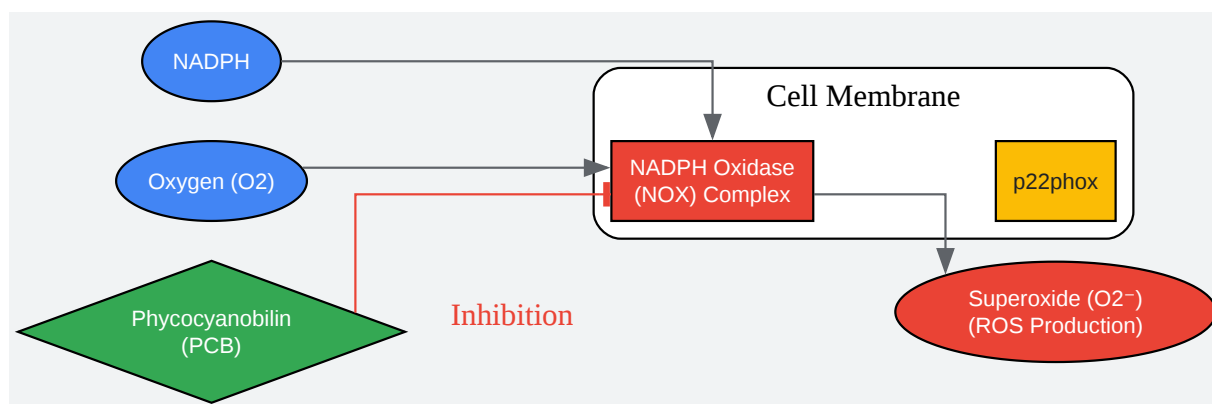 NADPH
Cell Membrane
Oxygen (O2)
NADPH Oxidase
(NOX) Complex
p22phox
Phycocyanobilin
(PCB)
Inhibition
Superoxide (O2⁻)
(ROS Production)